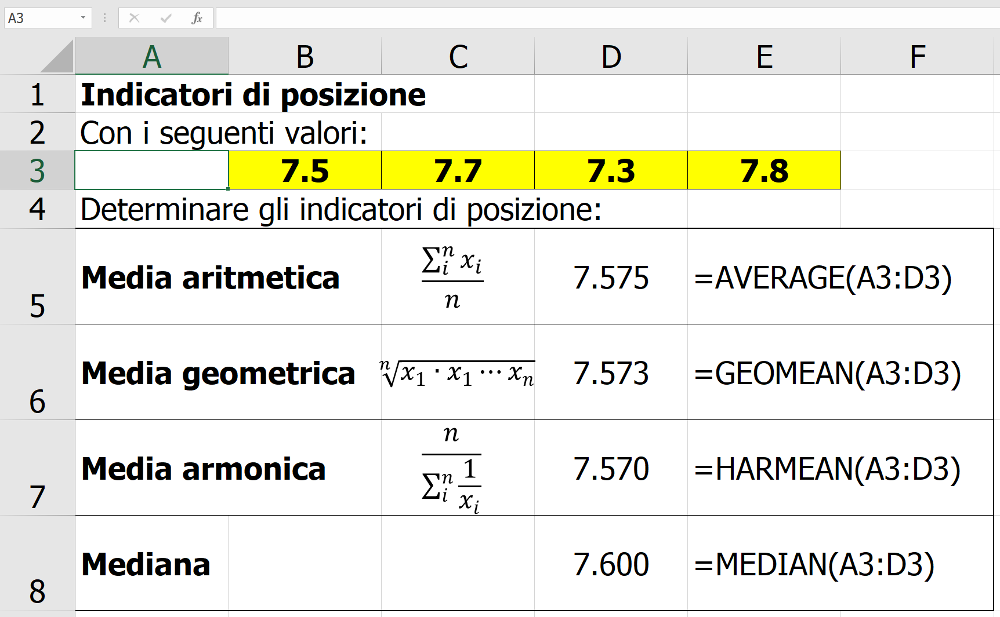 A3 fx
A B C D E F
1 Indicatori di posizione
2 Con i seguenti valori:
3 7.5 7.7 7.3 7.8
4 Determinare gli indicatori di posizione:
5 Media aritmetica \frac{\sum_{i}^{n} x_i}{n} 7.575 =AVERAGE(A3:D3)
6 Media geometrica \sqrt[n]{x_1 \cdot x_1 \cdots x_n} 7.573 =GEOMEAN(A3:D3)
7 Media armonica \frac{n}{\sum_{i}^{n} \frac{1}{x_i}} 7.570 =HARMEAN(A3:D3)
8 Mediana 7.600 =MEDIAN(A3:D3)